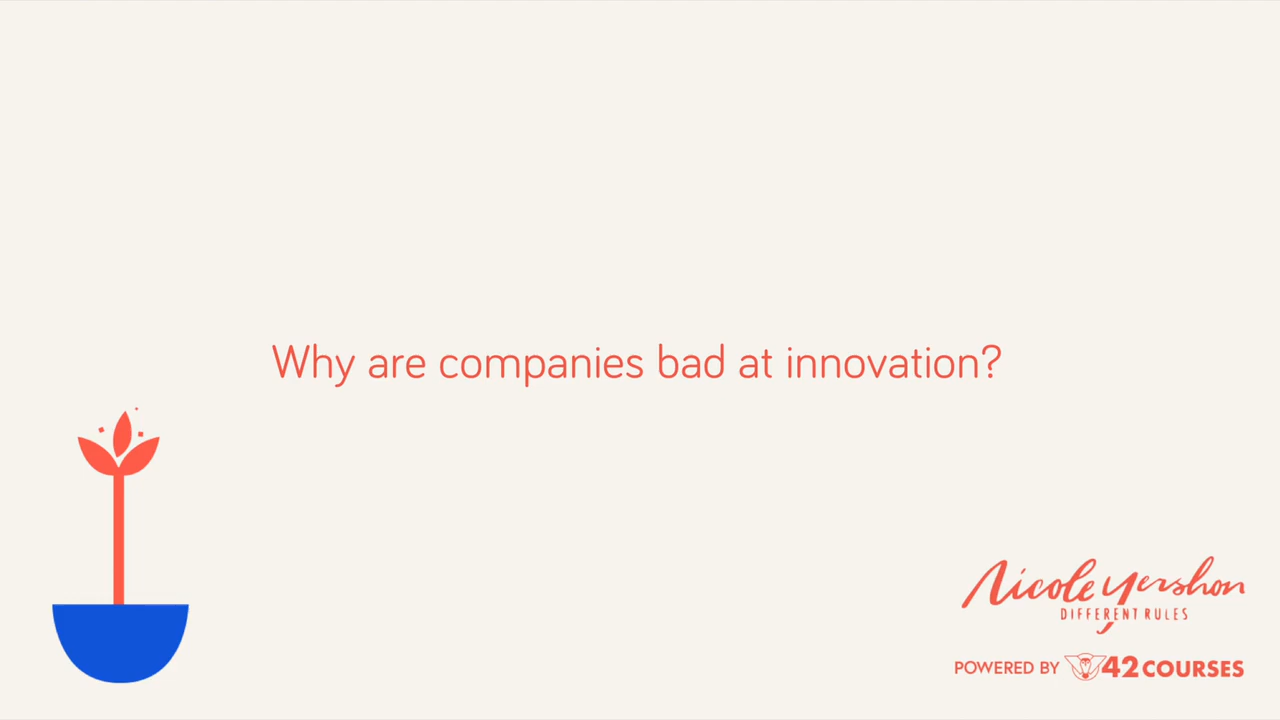 Why are companies bad at innovation?
Nicole Yershon
DIFFERENT RULES
POWERED BY 42COURSES